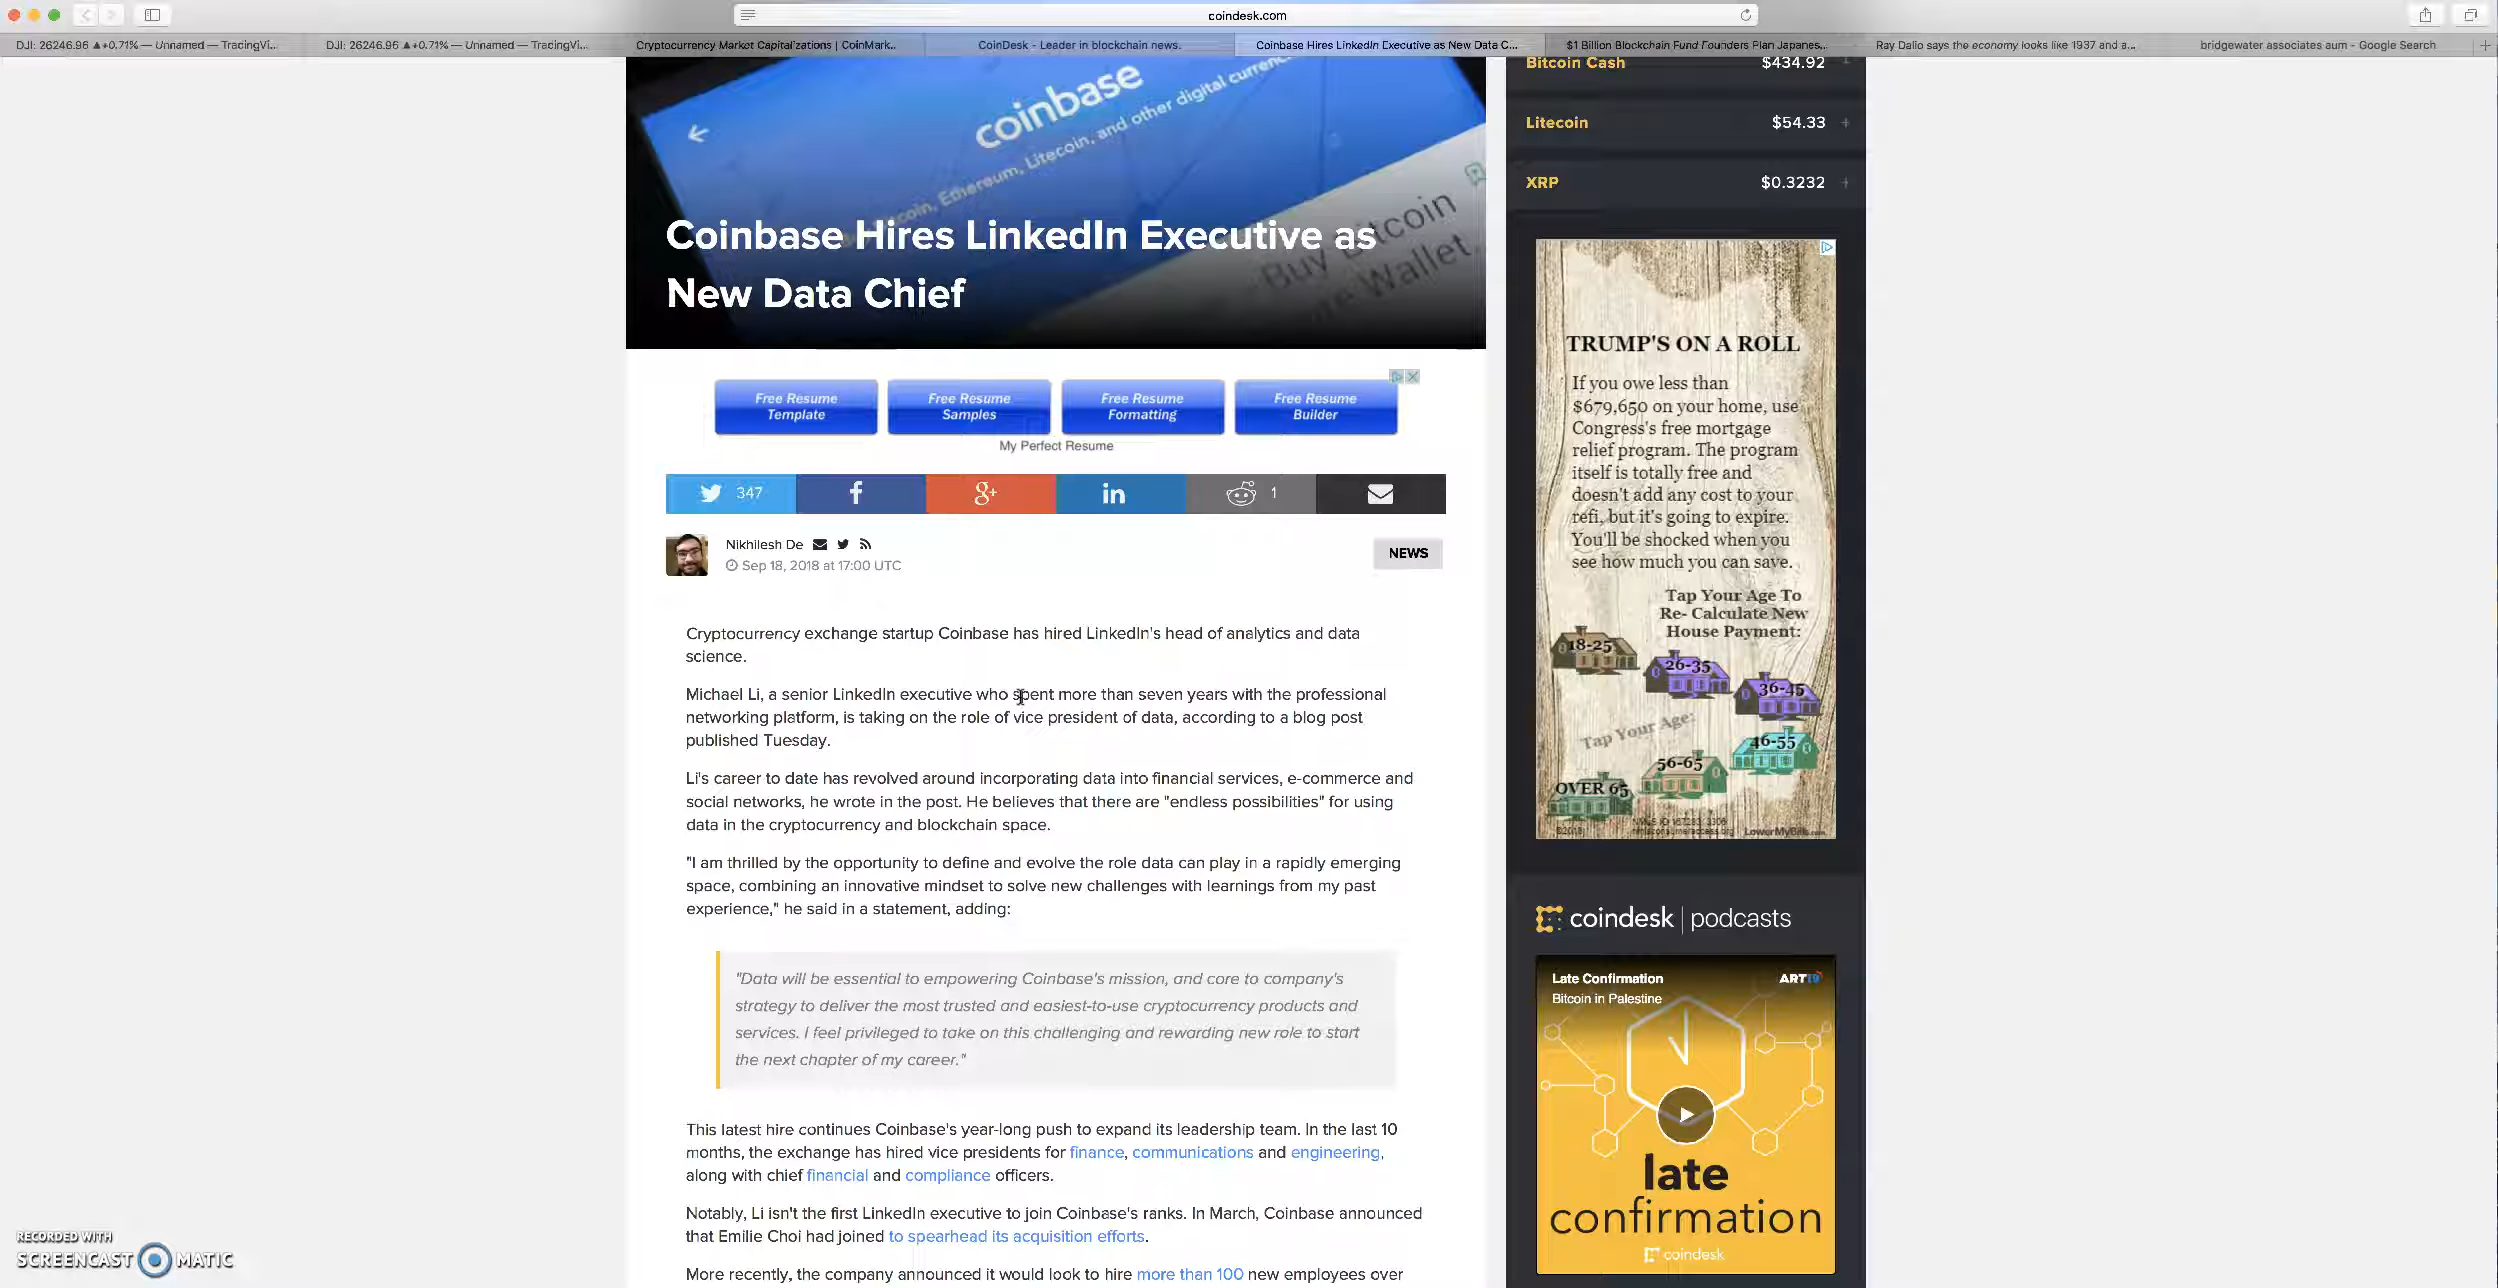 coindesk.com
DJI: 26246.96 ▲+0.71% — Unnamed — TradingVi...
DJI: 26246.96 ▲+0.71% — Unnamed — TradingVi...
Cryptocurrency Market Capitalizations | CoinMark...
CoinDesk - Leader in blockchain news.
Coinbase Hires LinkedIn Executive as New Data C...
$1 Billion Blockchain Fund Founders Plan Japanes...
Ray Dalio says the economy looks like 1937 and a...
bridgewater associates aum - Google Search
coinbase
Bitcoin, Ethereum, Litecoin, and other digital currenc
Buy Bitcoin
Wallet.
Coinbase Hires LinkedIn Executive as
New Data Chief
Free Resume
Template
Free Resume
Samples
Free Resume
Formatting
Free Resume
Builder
My Perfect Resume
347
1
Nikhilesh De
Sep 18, 2018 at 17:00 UTC
NEWS
Cryptocurrency exchange startup Coinbase has hired LinkedIn's head of analytics and data
science.
Michael Li, a senior LinkedIn executive who spent more than seven years with the professional
networking platform, is taking on the role of vice president of data, according to a blog post
published Tuesday.
Li's career to date has revolved around incorporating data into financial services, e-commerce and
social networks, he wrote in the post. He believes that there are "endless possibilities" for using
data in the cryptocurrency and blockchain space.
"I am thrilled by the opportunity to define and evolve the role data can play in a rapidly emerging
space, combining an innovative mindset to solve new challenges with learnings from my past
experience," he said in a statement, adding:
"Data will be essential to empowering Coinbase's mission, and core to company's
strategy to deliver the most trusted and easiest-to-use cryptocurrency products and
services. I feel privileged to take on this challenging and rewarding new role to start
the next chapter of my career."
This latest hire continues Coinbase's year-long push to expand its leadership team. In the last 10
months, the exchange has hired vice presidents for finance, communications and engineering,
along with chief financial and compliance officers.
Notably, Li isn't the first LinkedIn executive to join Coinbase's ranks. In March, Coinbase announced
that Emilie Choi had joined to spearhead its acquisition efforts.
More recently, the company announced it would look to hire more than 100 new employees over
Bitcoin Cash $434.92
Litecoin $54.33
XRP $0.3232
TRUMP'S ON A ROLL
If you owe less than
$679,650 on your home, use
Congress's free mortgage
relief program. The program
itself is totally free and
doesn't add any cost to your
refi, but it's going to expire.
You'll be shocked when you
see how much you can save.
Tap Your Age To
Re- Calculate New
House Payment:
18-25
26-35
36-45
Tap Your Age:
46-55
56-65
OVER 65
©2018
LowerMyBills.com
coindesk | podcasts
Late Confirmation
ART19
Bitcoin in Palestine
late
confirmation
coindesk
RECORDED WITH
SCREENCAST MATIC